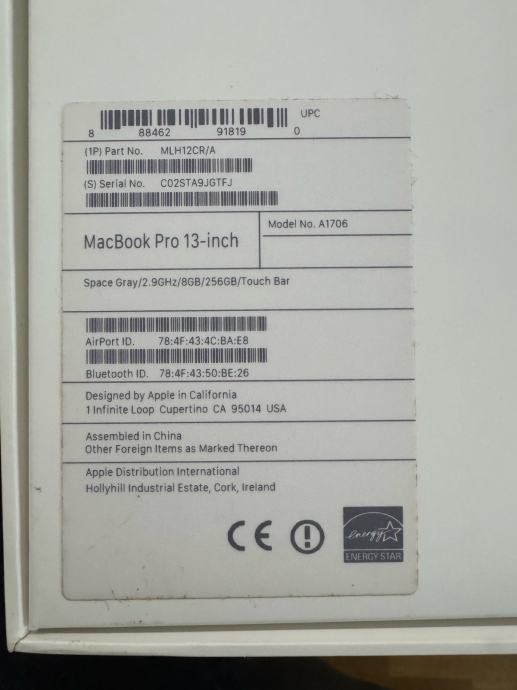 UPC
8 88462 91819 0
(1P) Part No. MLH12CR/A
(S) Serial No. C02STA9JGTFJ
MacBook Pro 13-inch
Model No. A1706
Space Gray/2.9GHz/8GB/256GB/Touch Bar
AirPort ID. 78:4F:43:4C:BA:E8
Bluetooth ID. 78:4F:43:50:BE:26
Designed by Apple in California
1 Infinite Loop Cupertino CA 95014 USA
Assembled in China
Other Foreign Items as Marked Thereon
Apple Distribution International
Hollyhill Industrial Estate, Cork, Ireland
CE
energy
ENERGY STAR